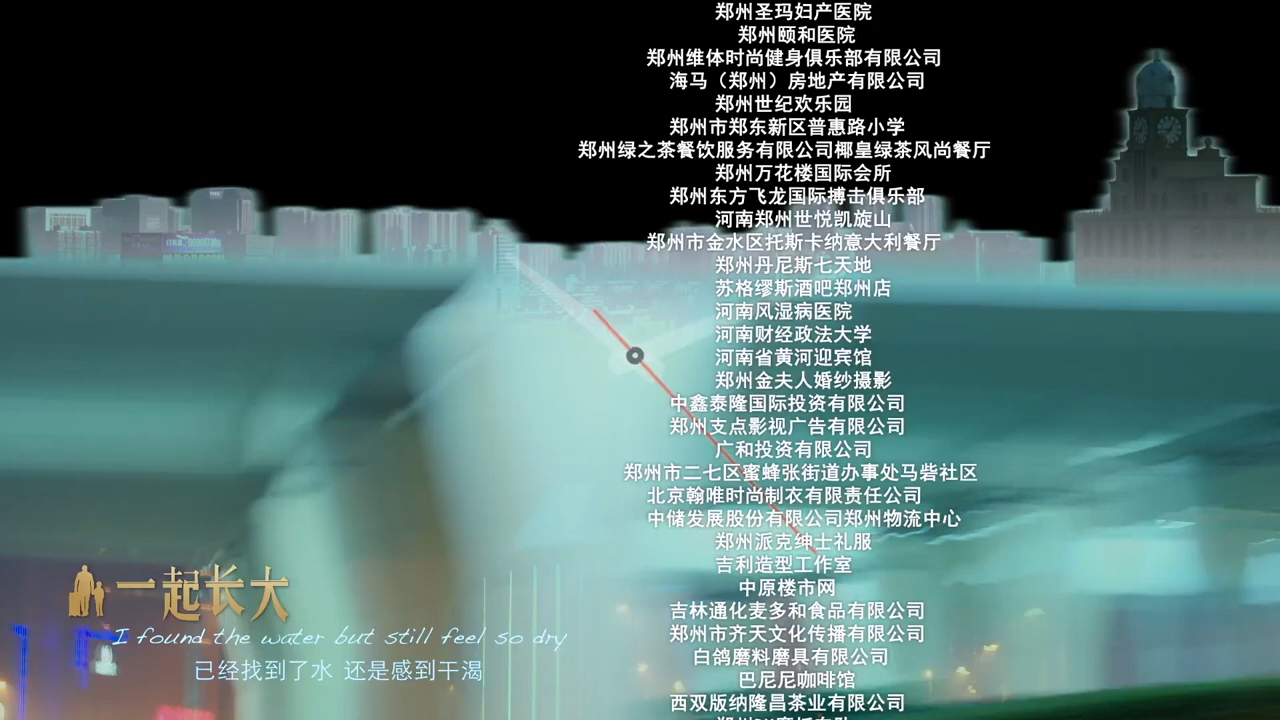 郑州圣玛妇产医院
郑州颐和医院
郑州维体时尚健身俱乐部有限公司
海马（郑州）房地产有限公司
郑州世纪欢乐园
郑州市郑东新区普惠路小学
郑州绿之茶餐饮服务有限公司椰皇绿茶风尚餐厅
郑州万花楼国际会所
郑州东方飞龙国际搏击俱乐部
河南郑州世悦凯旋山
郑州市金水区托斯卡纳意大利餐厅
郑州丹尼斯七天地
苏格缪斯酒吧郑州店
河南风湿病医院
河南财经政法大学
河南省黄河迎宾馆
郑州金夫人婚纱摄影
中鑫泰隆国际投资有限公司
郑州支点影视广告有限公司
广和投资有限公司
郑州市二七区蜜蜂张街道办事处马砦社区
北京翰唯时尚制衣有限责任公司
中储发展股份有限公司郑州物流中心
郑州派克绅士礼服
吉利造型工作室
中原楼市网
吉林通化麦多和食品有限公司
郑州市齐天文化传播有限公司
白鸽磨料磨具有限公司
巴尼尼咖啡馆
西双版纳隆昌茶业有限公司
一起长大
I found the water but still feel so dry
已经找到了水 还是感到干渴